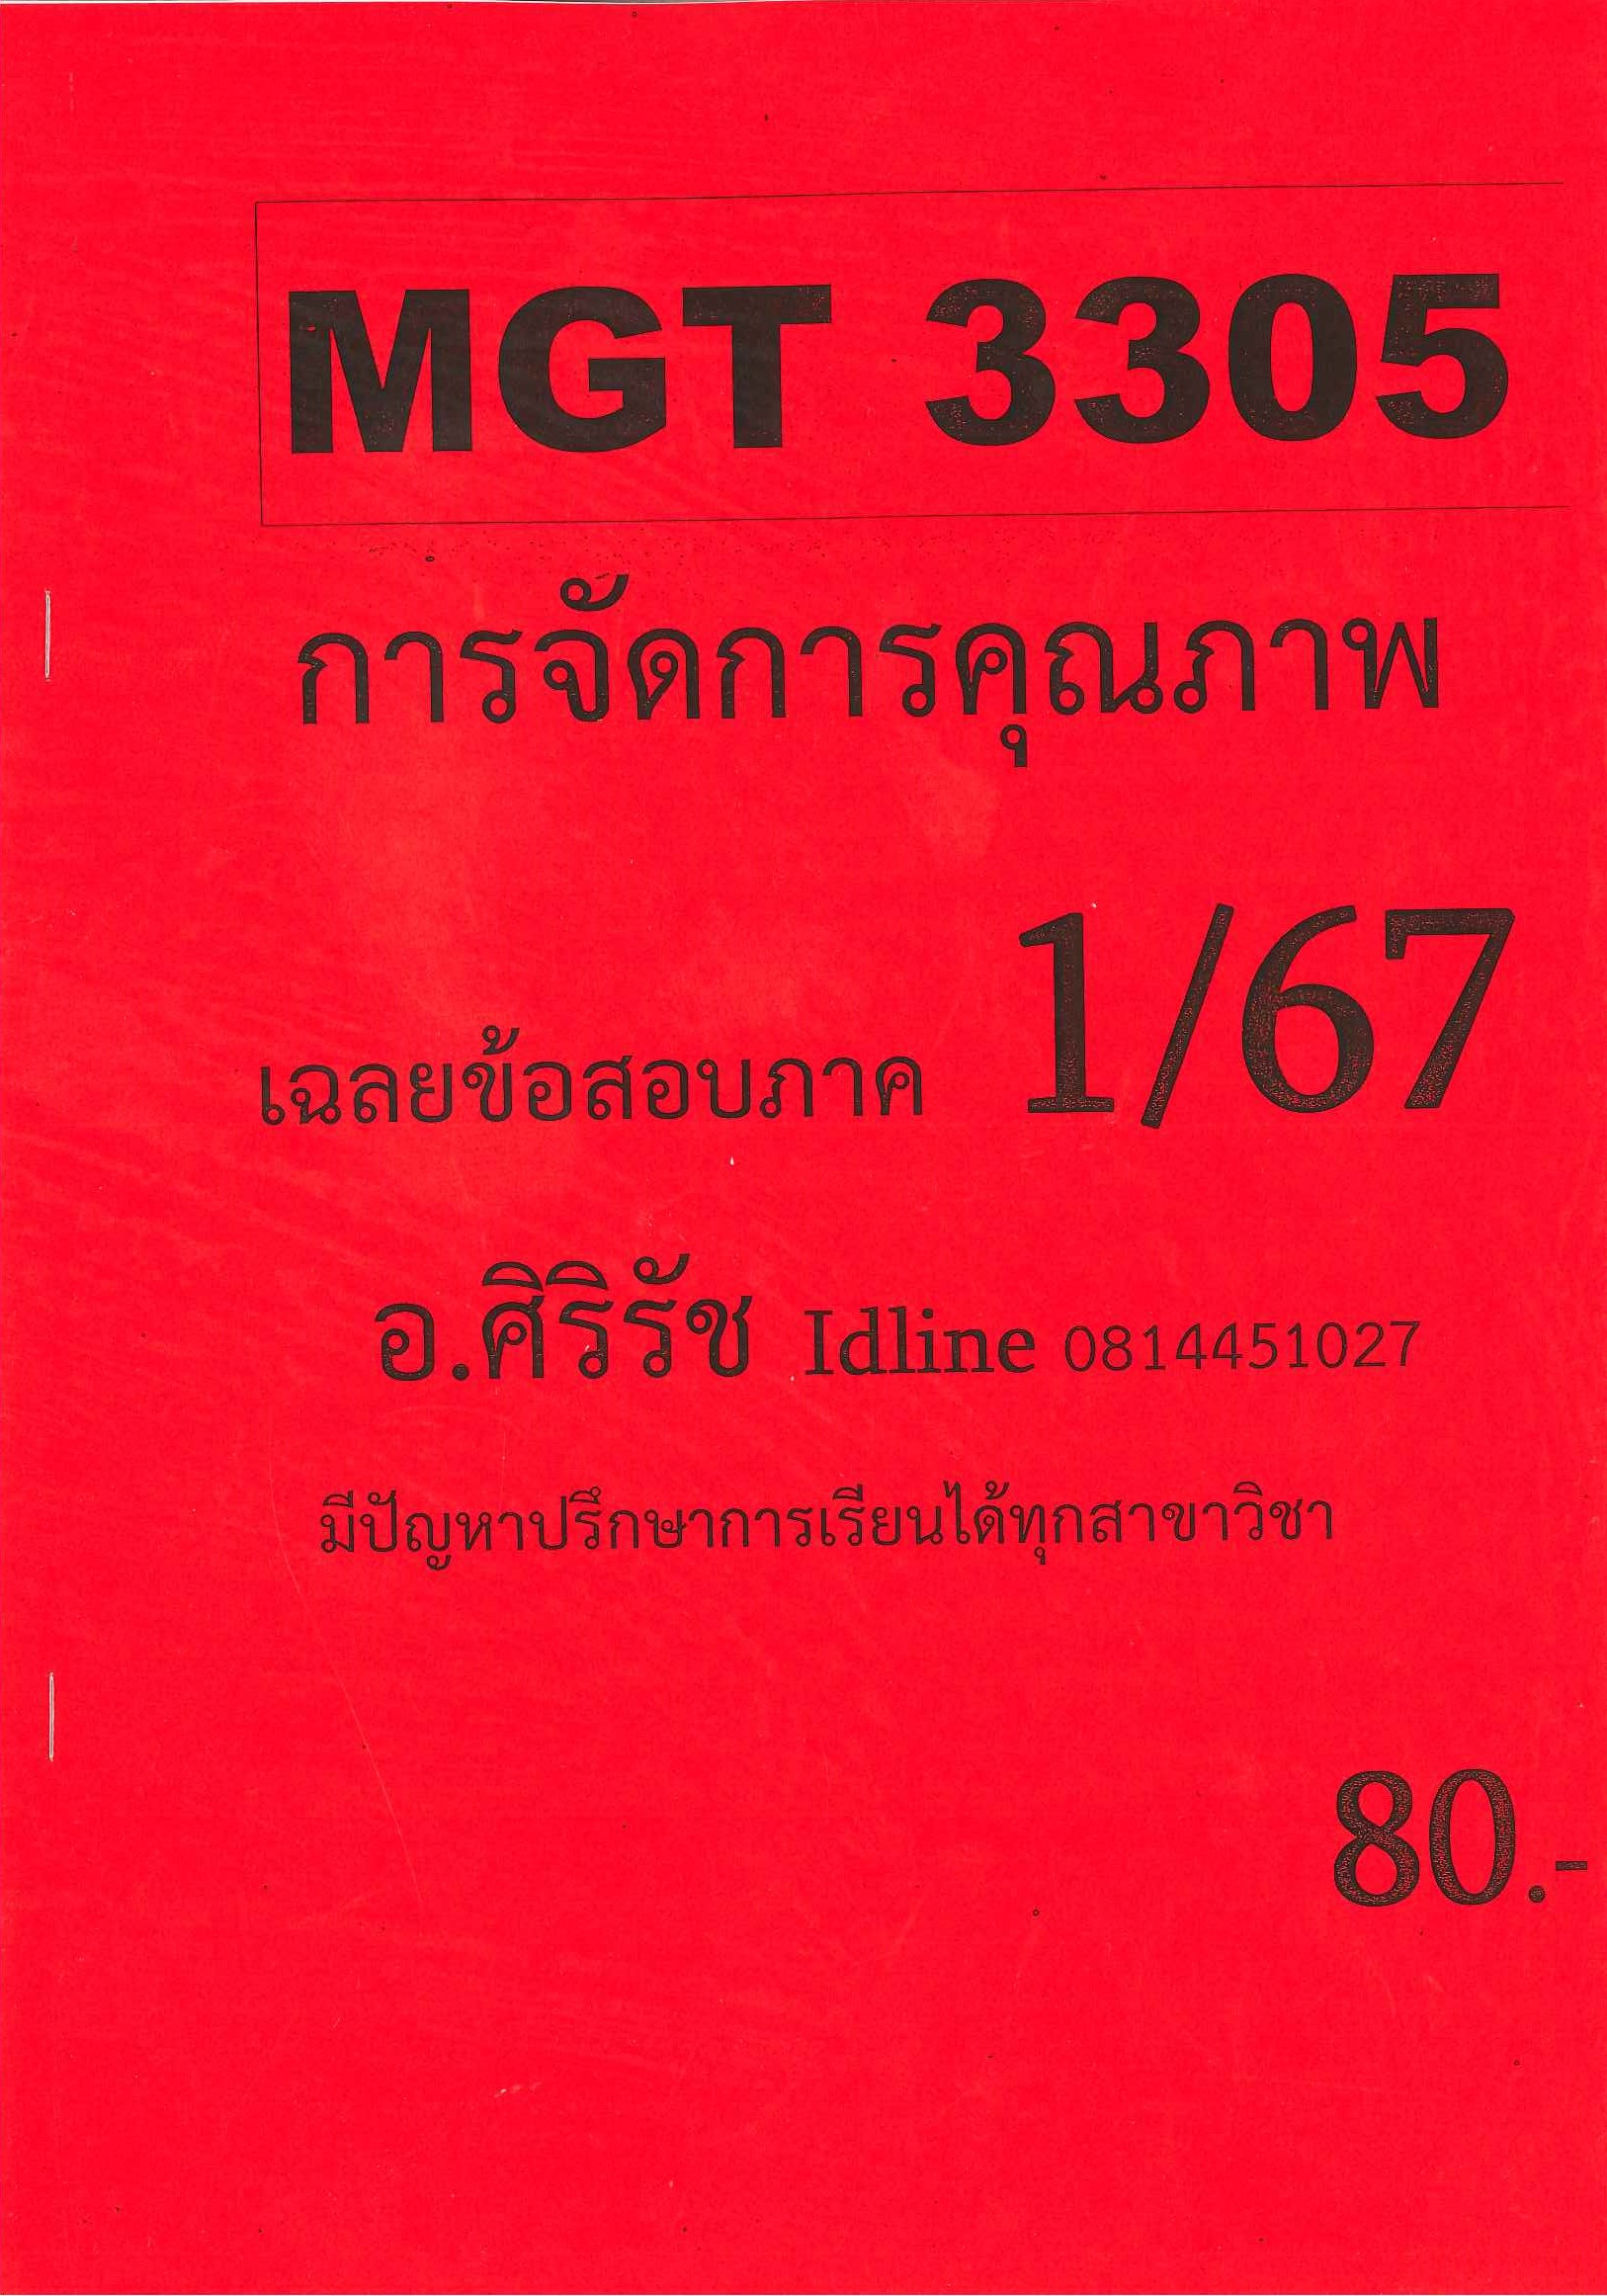 MGT 3305
การจัดการคุณภาพ
เฉลยข้อสอบภาค 1/67
อ.ศิริรัช Idline 0814451027
มีปัญหาปรึกษาการเรียนได้ทุกสาขาวิชา
80.-